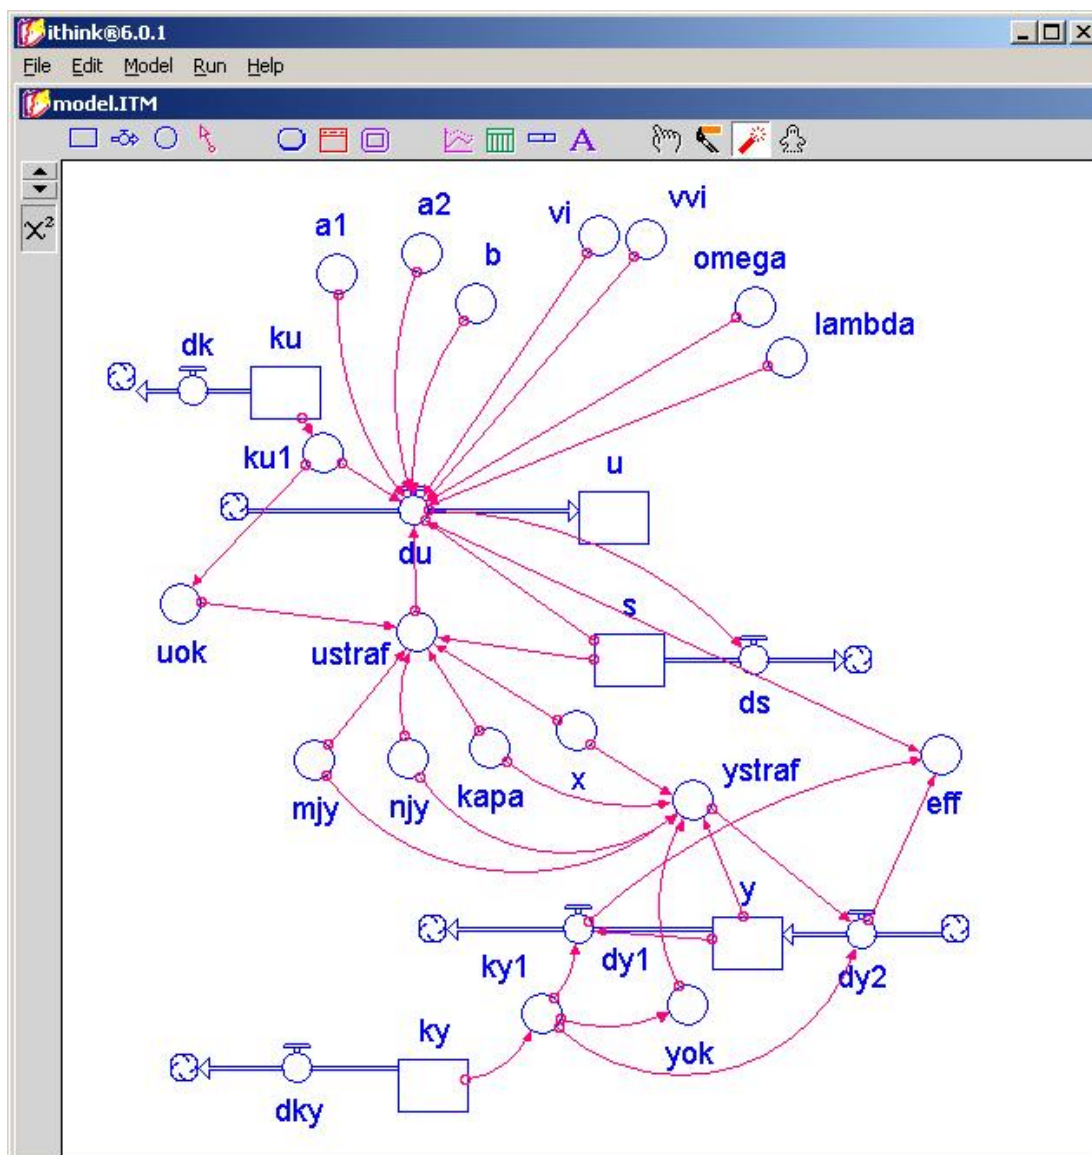 ithink®6.0.1
File Edit Model Run Help
model.ITM
A
X²
a1
a2
b
vi
vvi
omega
lambda
dk
ku
ku1
u
du
uok
ustraf
s
ds
mjy
njy
kapa
x
ystraf
eff
y
ky1
dy1
dy2
ky
yok
dky